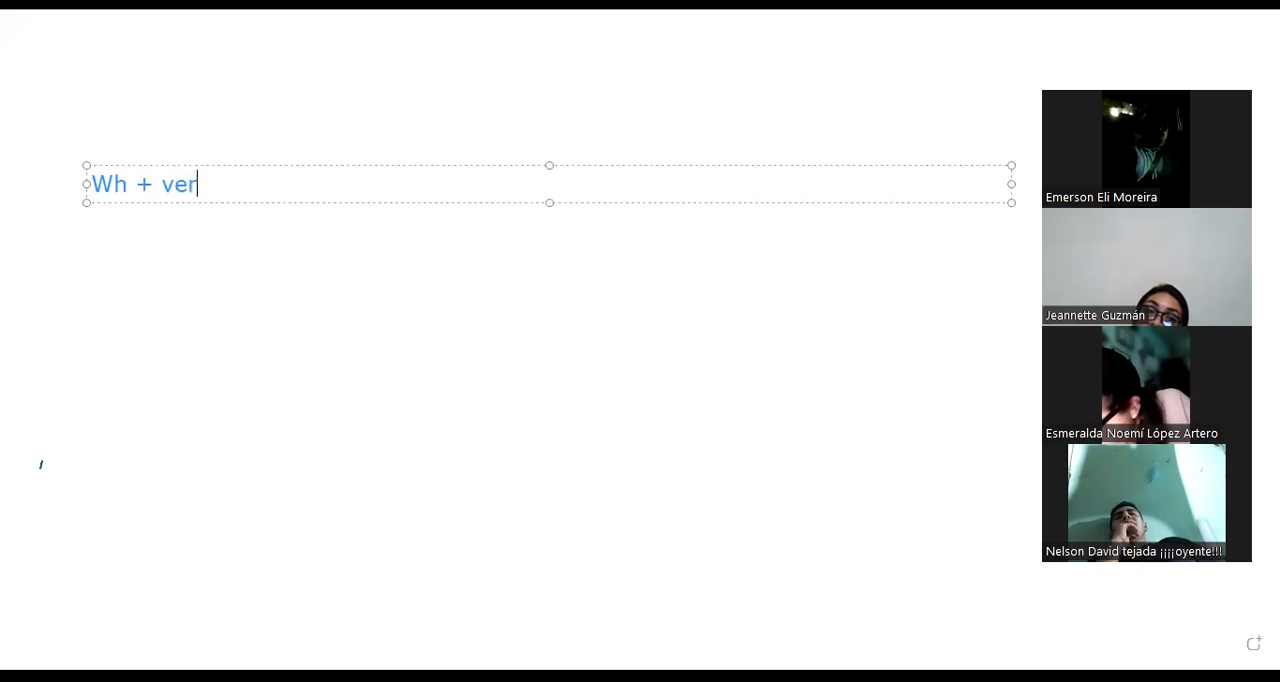 Wh + ver
Emerson Eli Moreira
Jeannette Guzmán
Esmeralda Noemí López Artero
Nelson David tejada ¡¡¡¡oyente!!!